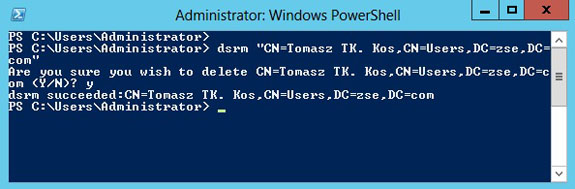 Administrator: Windows PowerShell
PS C:\Users\Administrator>
PS C:\Users\Administrator> dsrm "CN=Tomasz TK. Kos,CN=Users,DC=zse,DC=
com"
Are you sure you wish to delete CN=Tomasz TK. Kos,CN=Users,DC=zse,DC=c
om (Y/N)? y
dsrm succeeded:CN=Tomasz TK. Kos,CN=Users,DC=zse,DC=com
PS C:\Users\Administrator> _